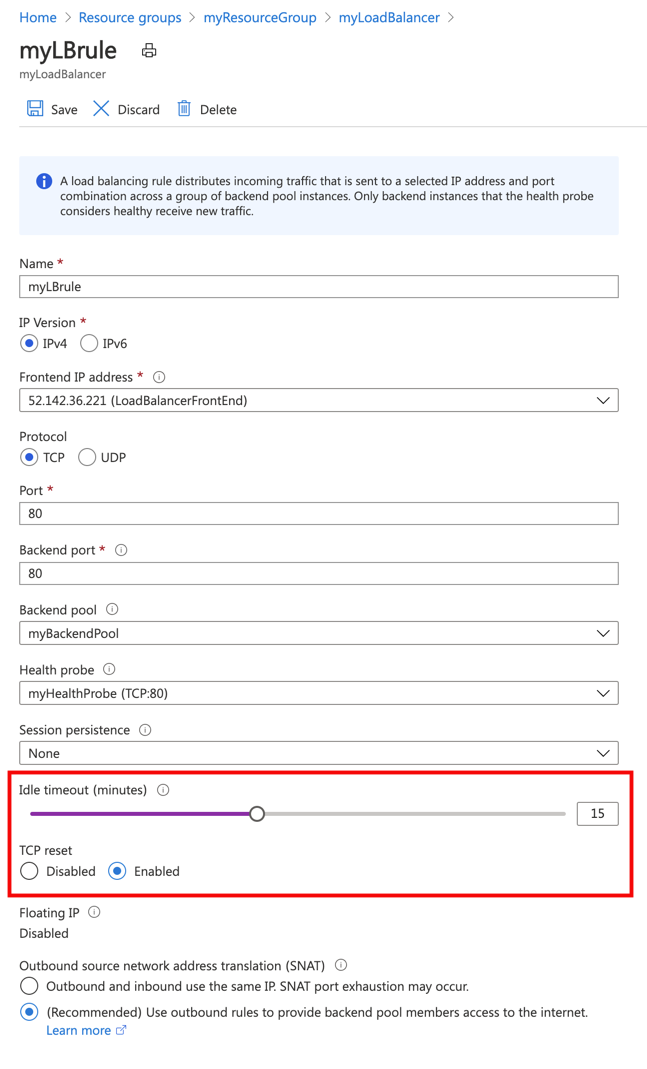 Home > Resource groups > myResourceGroup > myLoadBalancer >
myLBrule
myLoadBalancer
Save Discard Delete
A load balancing rule distributes incoming traffic that is sent to a selected IP address and port
combination across a group of backend pool instances. Only backend instances that the health probe
considers healthy receive new traffic.
Name *
myLBrule
IP Version *
IPv4 IPv6
Frontend IP address *
52.142.36.221 (LoadBalancerFrontEnd)
Protocol
TCP UDP
Port *
80
Backend port *
80
Backend pool
myBackendPool
Health probe
myHealthProbe (TCP:80)
Session persistence
None
Idle timeout (minutes)
15
TCP reset
Disabled Enabled
Floating IP
Disabled
Outbound source network address translation (SNAT)
Outbound and inbound use the same IP. SNAT port exhaustion may occur.
(Recommended) Use outbound rules to provide backend pool members access to the internet.
Learn more